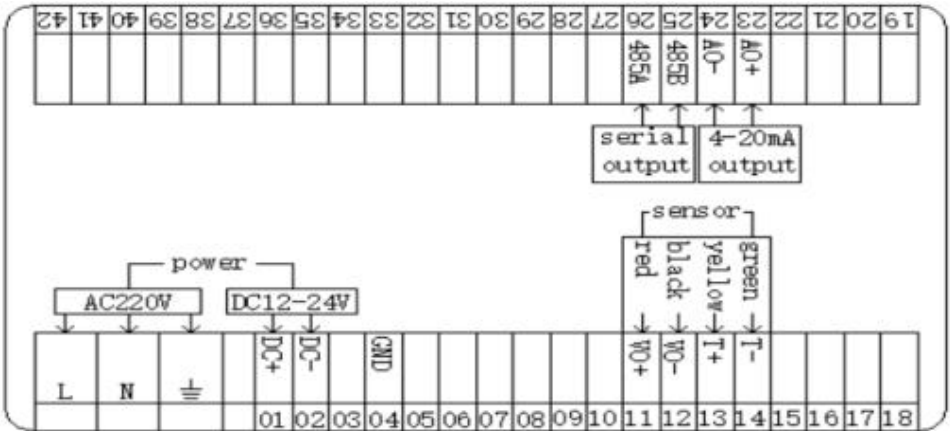 42 41 40 39 38 37 36 35 34 33 32 31 30 29 28 27 26 25 24 23 22 21 20 19
485A 485B AO- AO+
serial output
4-20mA output
sensor
red black yellow green
power
AC220V DC12-24V
L N DC+ DC- GND VO+ VO- T+ T-
01 02 03 04 05 06 07 08 09 10 11 12 13 14 15 16 17 18